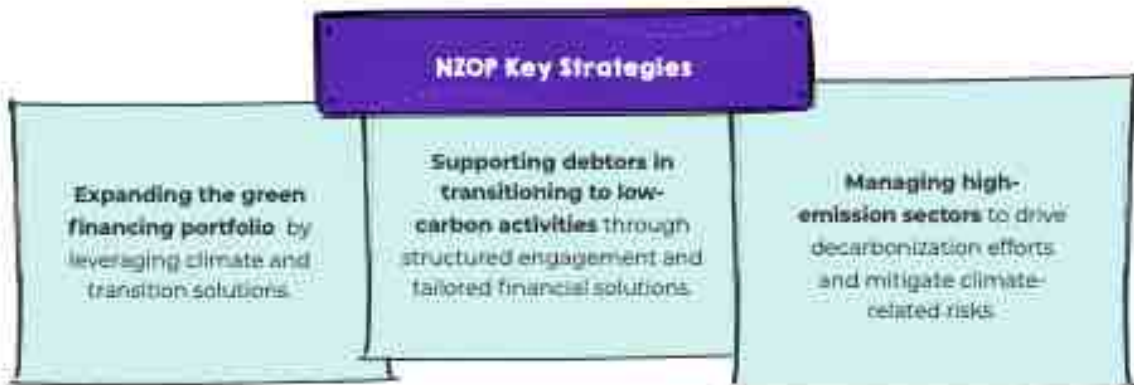 NZOP Key Strategies
Expanding the green
financing portfolio by
leveraging climate and
transition solutions.
Supporting debtors in
transitioning to low-
carbon activities through
structured engagement and
tailored financial solutions.
Managing high-
emission sectors to drive
decarbonization efforts
and mitigate climate-
related risks.